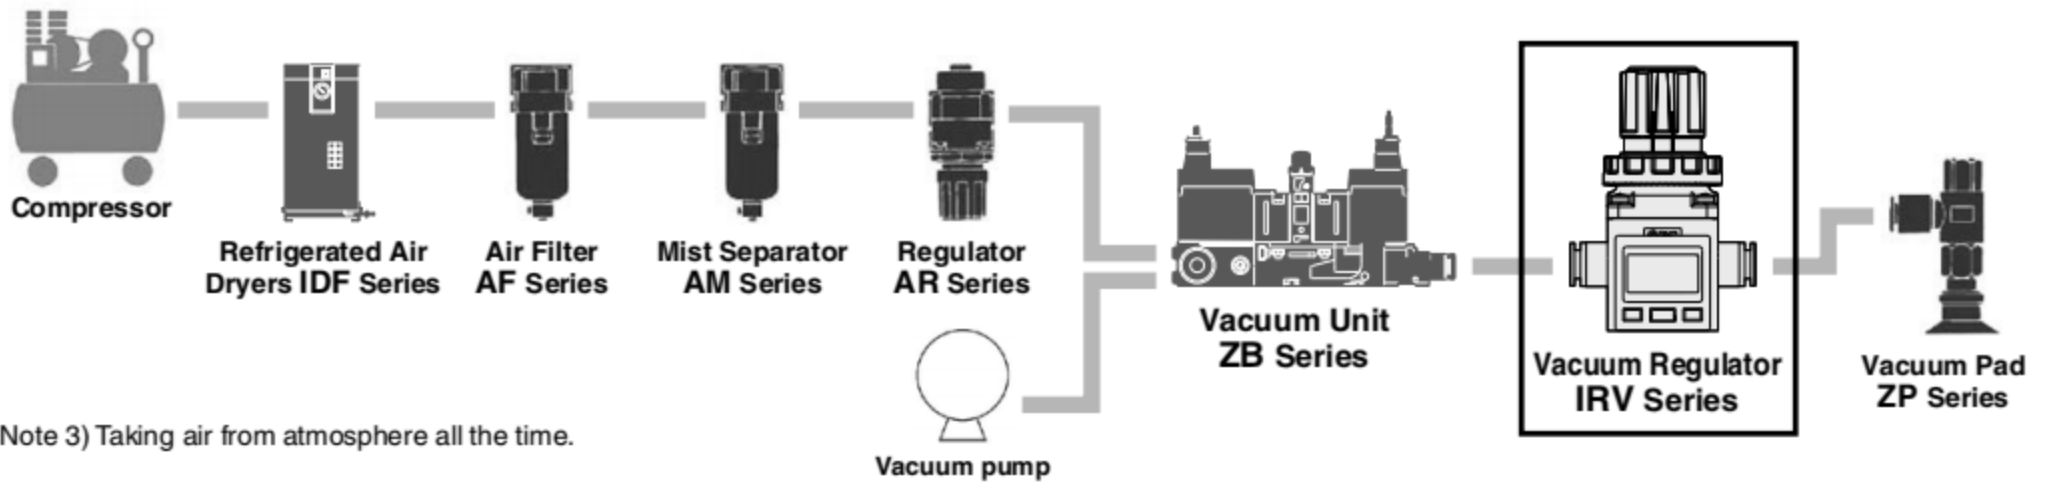 Compressor
Refrigerated Air
Dryers IDF Series
Air Filter
AF Series
Mist Separator
AM Series
Regulator
AR Series
Vacuum Unit
ZB Series
Vacuum Regulator
IRV Series
Vacuum Pad
ZP Series
Note 3) Taking air from atmosphere all the time.
Vacuum pump